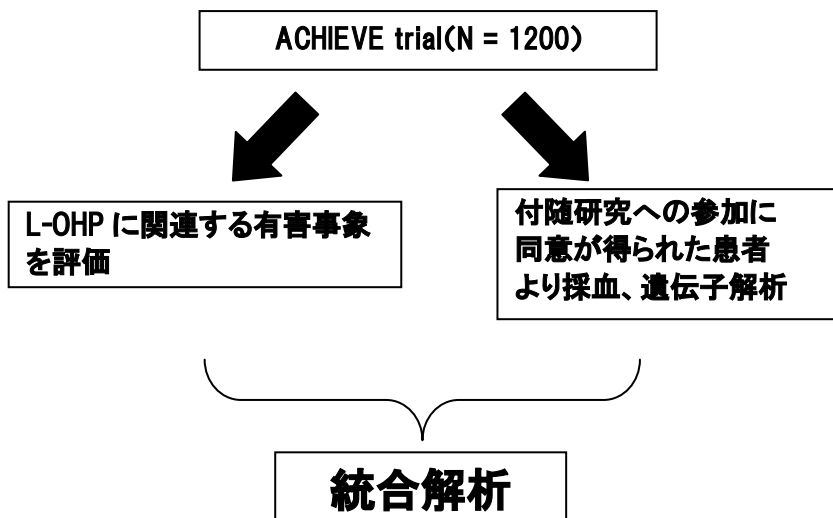 ACHIEVE trial(N = 1200)
L-OHP に関連する有害事象
を評価
付随研究への参加に
同意が得られた患者
より採血、遺伝子解析
統合解析